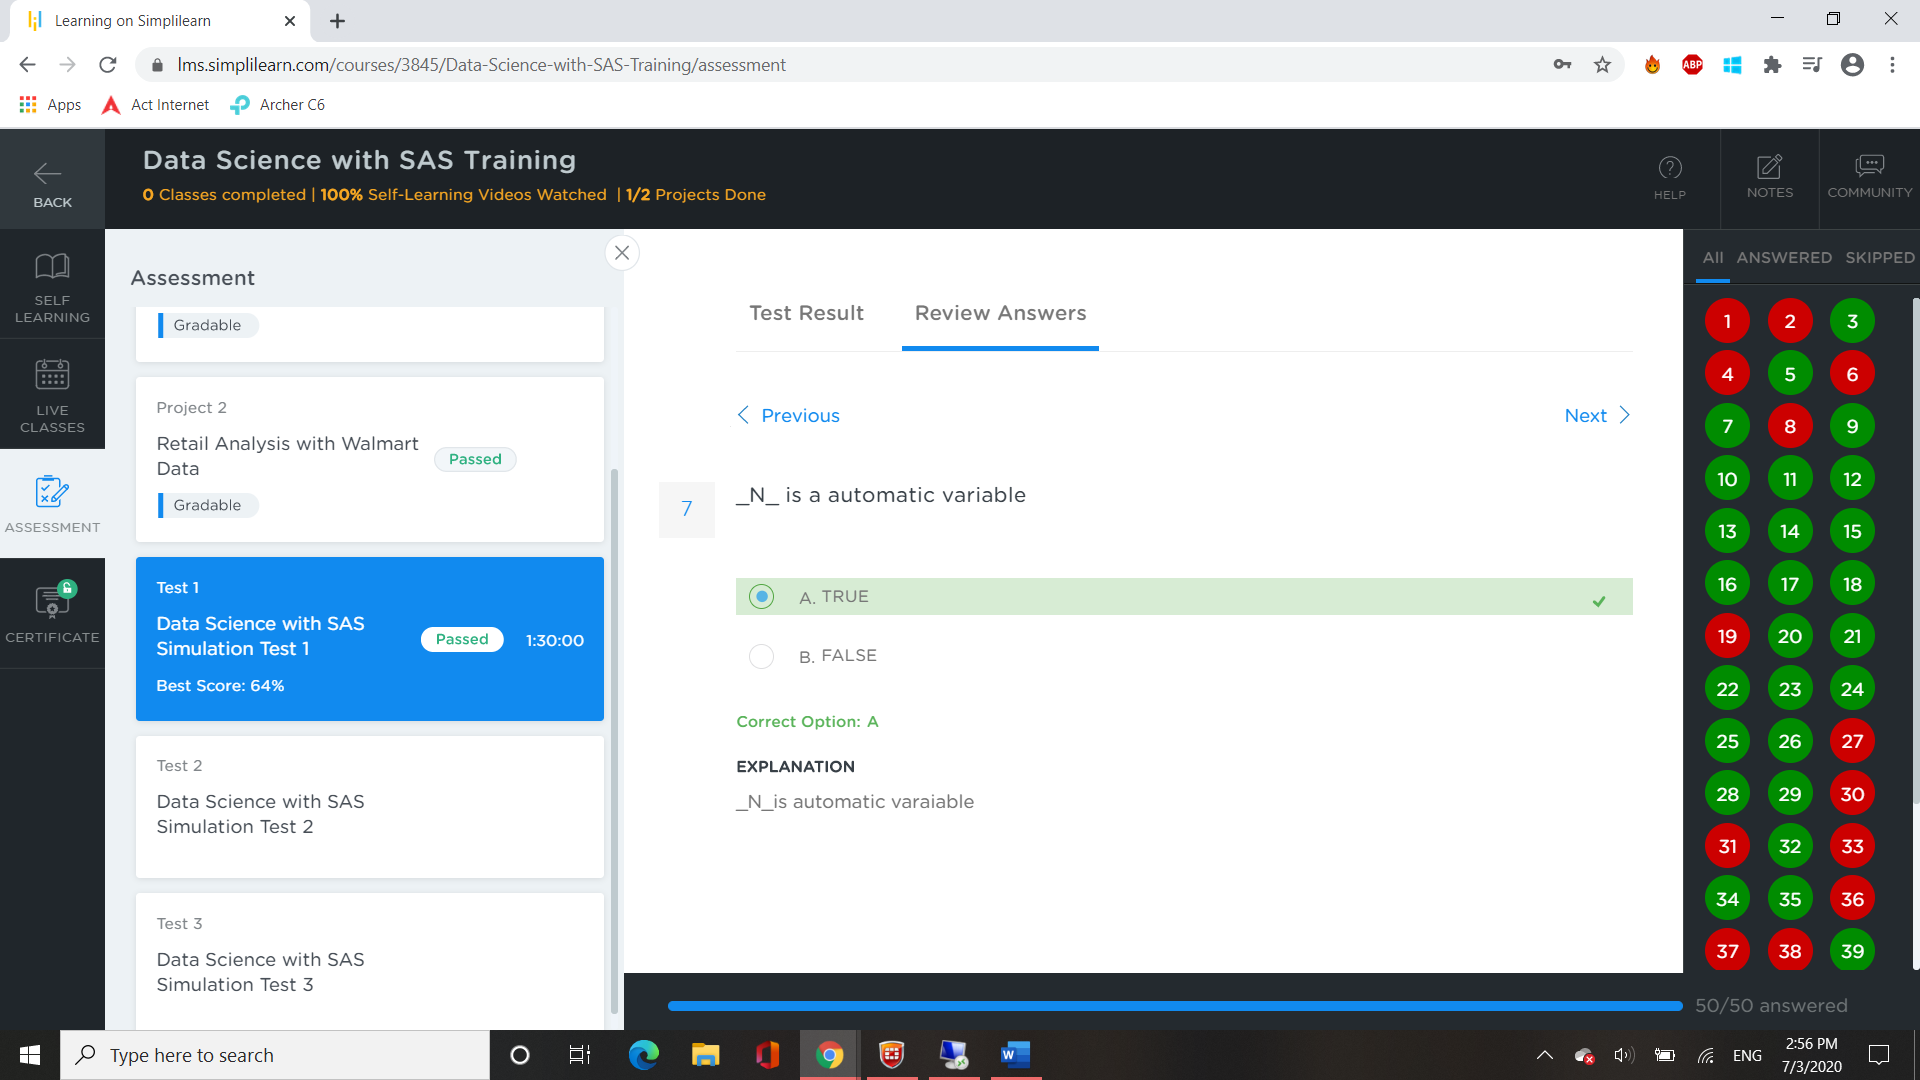 Learning on Simplilearn
lms.simplilearn.com/courses/3845/Data-Science-with-SAS-Training/assessment
ABP
Apps
Act Internet
Archer C6
BACK
Data Science with SAS Training
0 Classes completed | 100% Self-Learning Videos Watched | 1/2 Projects Done
HELP
NOTES
COMMUNITY
SELF
LEARNING
LIVE
CLASSES
ASSESSMENT
CERTIFICATE
Assessment
Gradable
Project 2
Retail Analysis with Walmart
Data
Passed
Gradable
Test 1
Data Science with SAS
Simulation Test 1
Passed
1:30:00
Best Score: 64%
Test 2
Data Science with SAS
Simulation Test 2
Test 3
Data Science with SAS
Simulation Test 3
Test Result
Review Answers
Previous
Next
7
_N_ is a automatic variable
A. TRUE
B. FALSE
Correct Option: A
EXPLANATION
_N_is automatic varaiable
All ANSWERED SKIPPED
1 2 3
4 5 6
7 8 9
10 11 12
13 14 15
16 17 18
19 20 21
22 23 24
25 26 27
28 29 30
31 32 33
34 35 36
37 38 39
50/50 answered
Type here to search
W
ENG
2:56 PM
7/3/2020